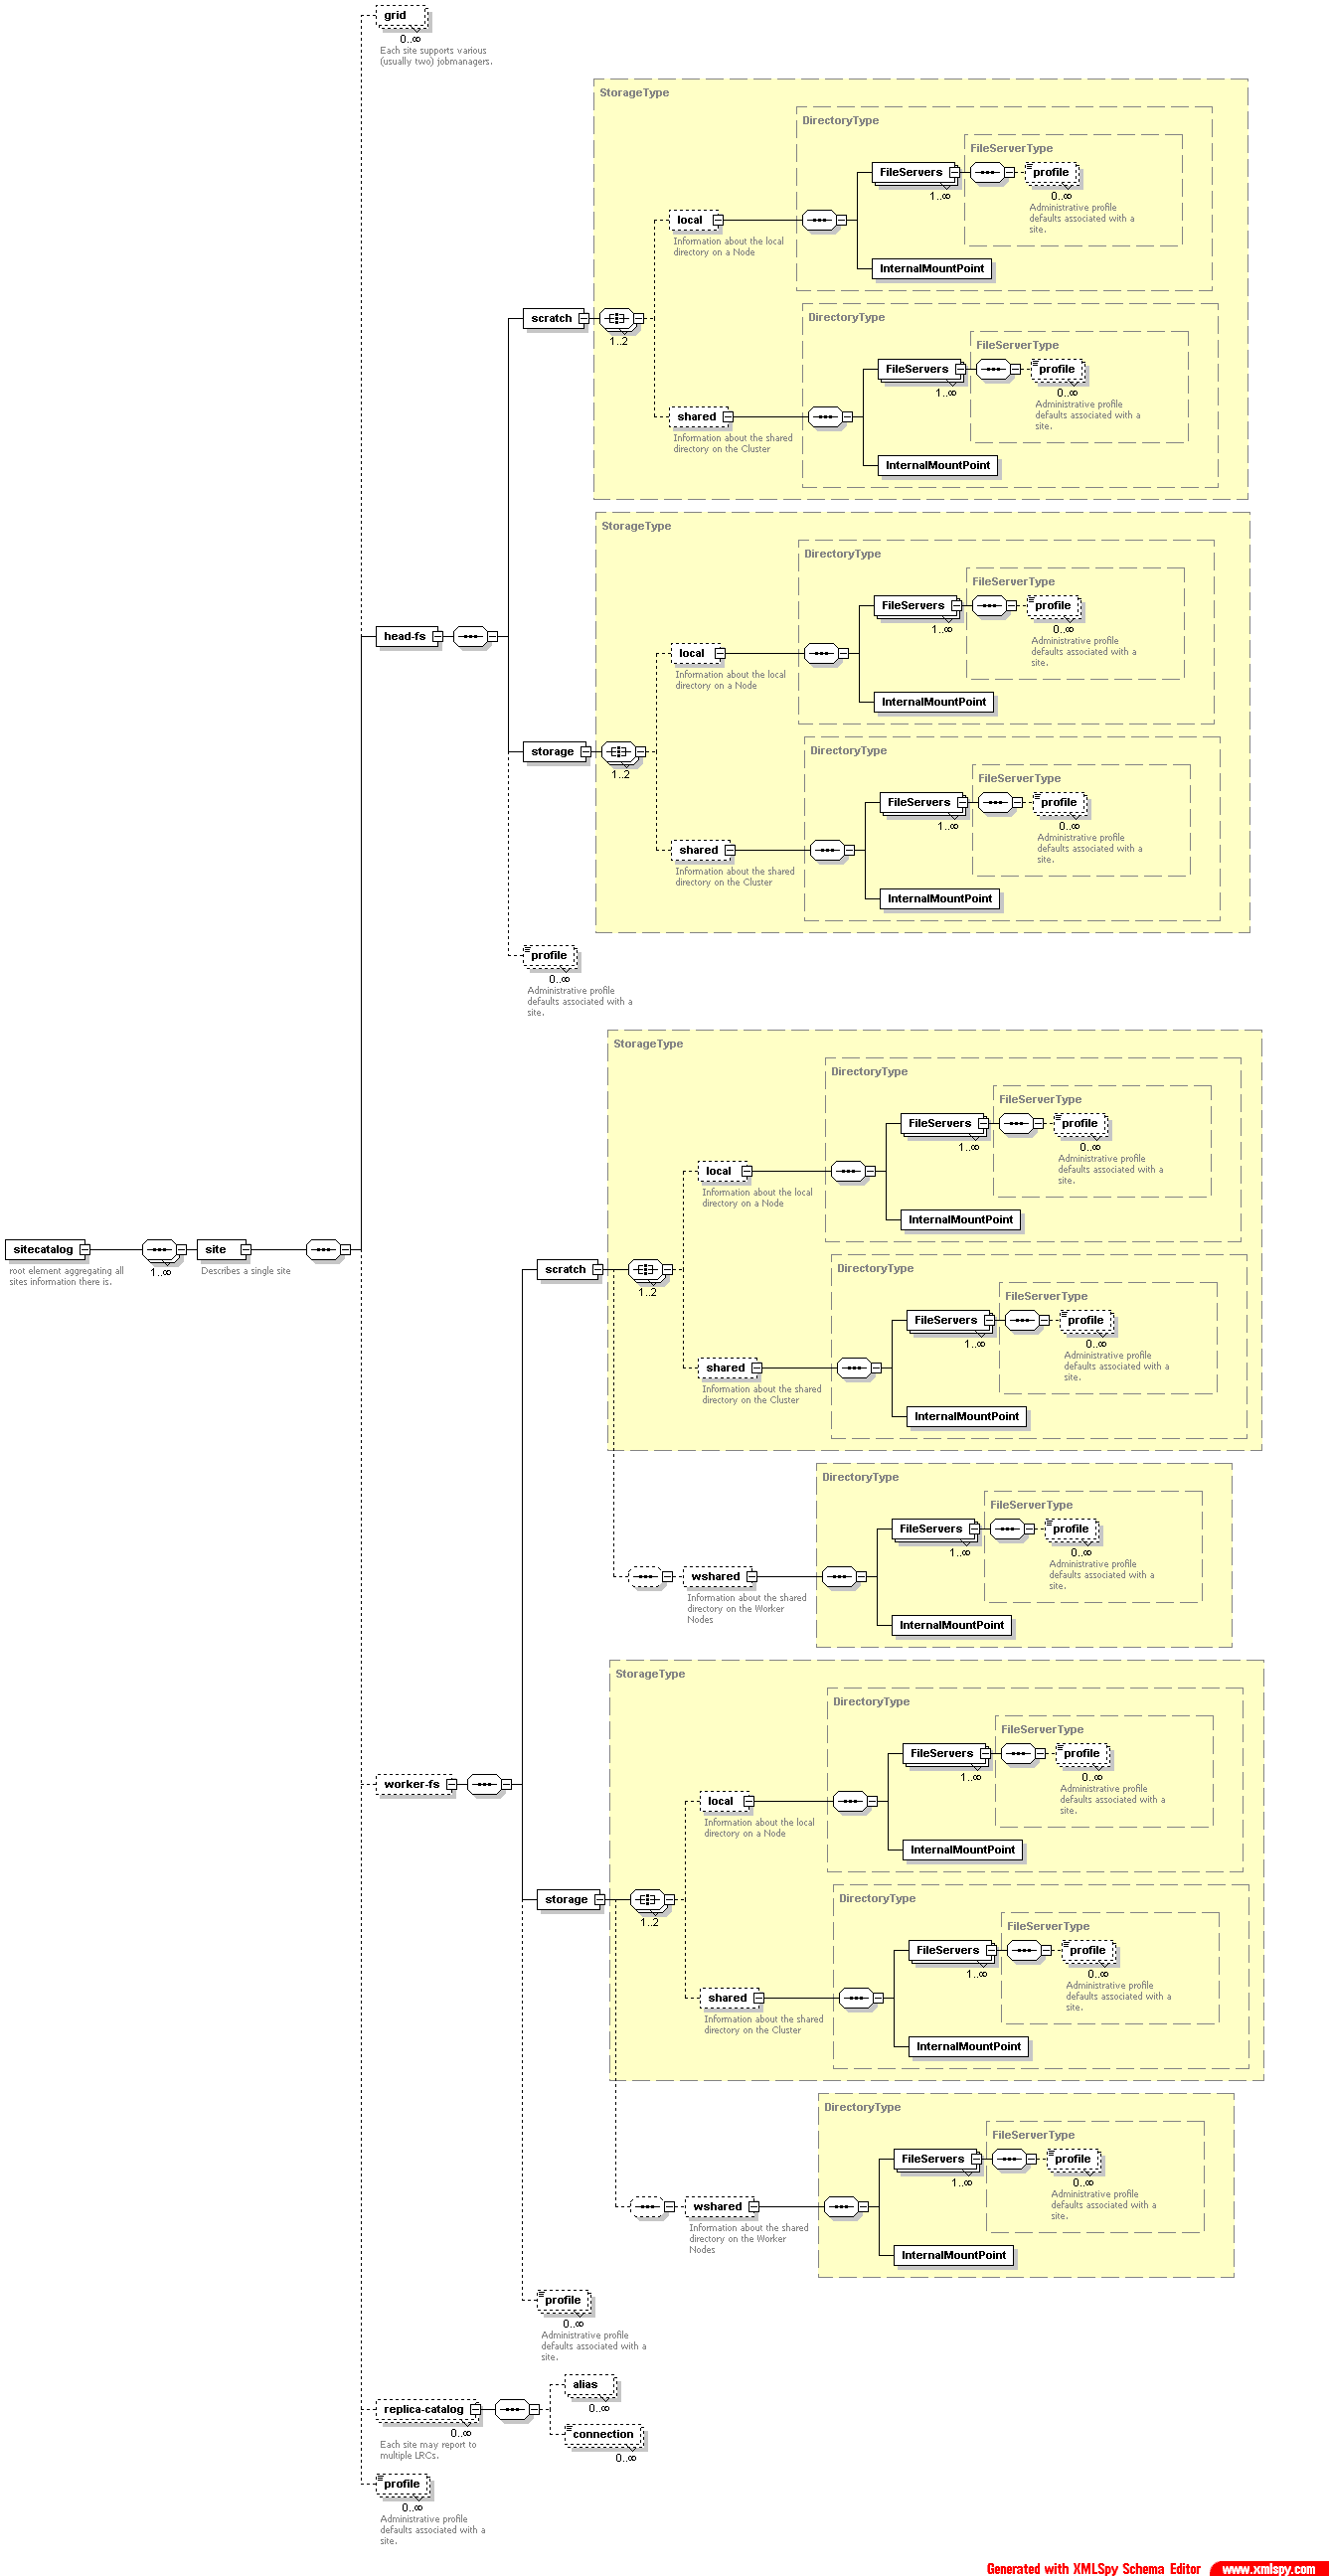 grid
0..∞
Each site supports various
(usually two) jobmanagers.
StorageType
DirectoryType
FileServerType
FileServers
profile
1..∞
0..∞
Administrative profile
defaults associated with a
site.
local
Information about the local
directory on a Node
InternalMountPoint
DirectoryType
scratch
1..2
FileServerType
FileServers
profile
1..∞
0..∞
Administrative profile
defaults associated with a
site.
shared
Information about the shared
directory on the Cluster
InternalMountPoint
StorageType
DirectoryType
FileServerType
FileServers
profile
1..∞
0..∞
Administrative profile
defaults associated with a
site.
head-fs
local
Information about the local
directory on a Node
InternalMountPoint
DirectoryType
storage
1..2
FileServerType
FileServers
profile
1..∞
0..∞
Administrative profile
defaults associated with a
site.
shared
Information about the shared
directory on the Cluster
InternalMountPoint
profile
0..∞
Administrative profile
defaults associated with a
site.
StorageType
DirectoryType
FileServerType
FileServers
profile
1..∞
0..∞
Administrative profile
defaults associated with a
site.
local
Information about the local
directory on a Node
InternalMountPoint
sitecatalog
root element aggregating all
sites information there is.
1..∞
site
Describes a single site
DirectoryType
scratch
1..2
FileServerType
FileServers
profile
1..∞
0..∞
Administrative profile
defaults associated with a
site.
shared
Information about the shared
directory on the Cluster
InternalMountPoint
DirectoryType
FileServerType
FileServers
profile
1..∞
0..∞
Administrative profile
defaults associated with a
site.
wshared
Information about the shared
directory on the Worker
Nodes
InternalMountPoint
StorageType
DirectoryType
FileServerType
FileServers
profile
1..∞
0..∞
Administrative profile
defaults associated with a
site.
worker-fs
local
Information about the local
directory on a Node
InternalMountPoint
DirectoryType
storage
1..2
FileServerType
FileServers
profile
1..∞
0..∞
Administrative profile
defaults associated with a
site.
shared
Information about the shared
directory on the Cluster
InternalMountPoint
DirectoryType
FileServerType
FileServers
profile
1..∞
0..∞
Administrative profile
defaults associated with a
site.
wshared
Information about the shared
directory on the Worker
Nodes
InternalMountPoint
profile
0..∞
Administrative profile
defaults associated with a
site.
alias
0..∞
replica-catalog
0..∞
Each site may report to
multiple LRCs.
connection
0..∞
profile
0..∞
Administrative profile
defaults associated with a
site.
Generated with XMLSpy Schema Editor www.xmlspy.com